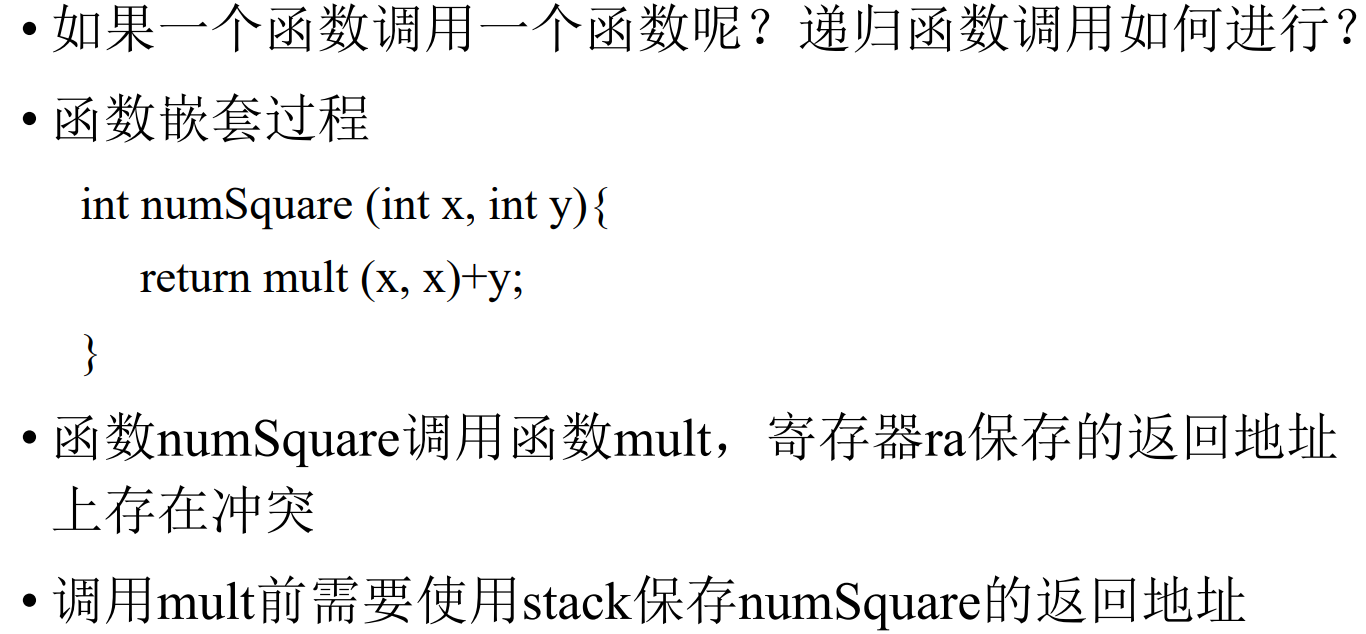 • 如果一个函数调用一个函数呢？递归函数调用如何进行？
• 函数嵌套过程
int numSquare (int x, int y){
return mult (x, x)+y;
}
• 函数numSquare调用函数mult，寄存器ra保存的返回地址
上存在冲突
• 调用mult前需要使用stack保存numSquare的返回地址